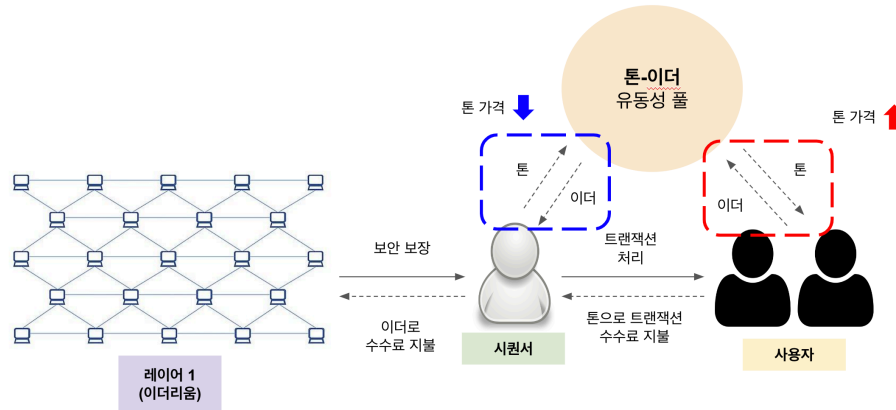 톤-이더
유동성 풀
톤 가격
톤 가격
톤
이더
톤
이더
보안 보장
트랜잭션
처리
이더로
수수료 지불
톤으로 트랜잭션
수수료 지불
시퀀서
사용자
레이어 1
(이더리움)